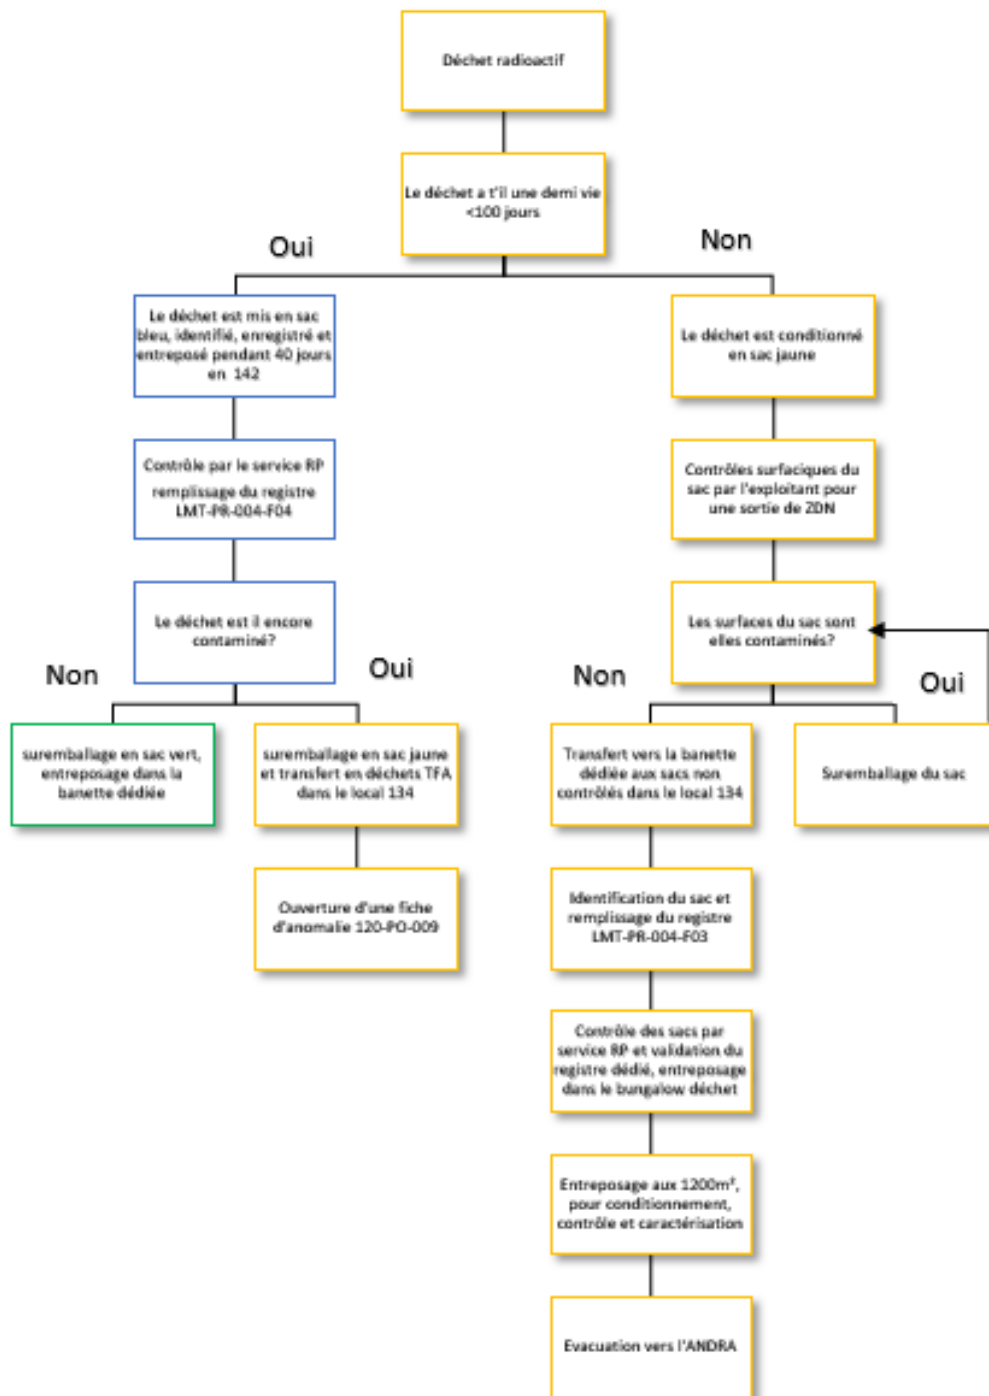 Déchet radioactif
Le déchet a t'il une demi vie
<100 jours
Oui
Non
Le déchet est mis en sac
bleu, identifié, enregistré et
entreposé pendant 40 jours
en 142
Le déchet est conditionné
en sac jaune
Contrôle par le service RP
remplissage du registre
LMT-PR-004-F04
Contrôles surfaciques du
sac par l'exploitant pour
une sortie de ZDN
Le déchet est il encore
contaminé?
Les surfaces du sac sont
elles contaminés?
Non
Oui
Non
Oui
suremballage en sac vert,
entreposage dans la
banette dédiée
suremballage en sac jaune
et transfert en déchets TFA
dans le local 134
Transfert vers la banette
dédiée aux sacs non
contrôlés dans le local 134
Suremballage du sac
Ouverture d'une fiche
d'anomalie 120-PO-009
Identification du sac et
remplissage du registre
LMT-PR-004-F03
Contrôle des sacs par
service RP et validation du
registre dédié, entreposage
dans le bungalow déchet
Entreposage aux 1200m²,
pour conditionnement,
contrôle et caractérisation
Evacuation vers l'ANDRA